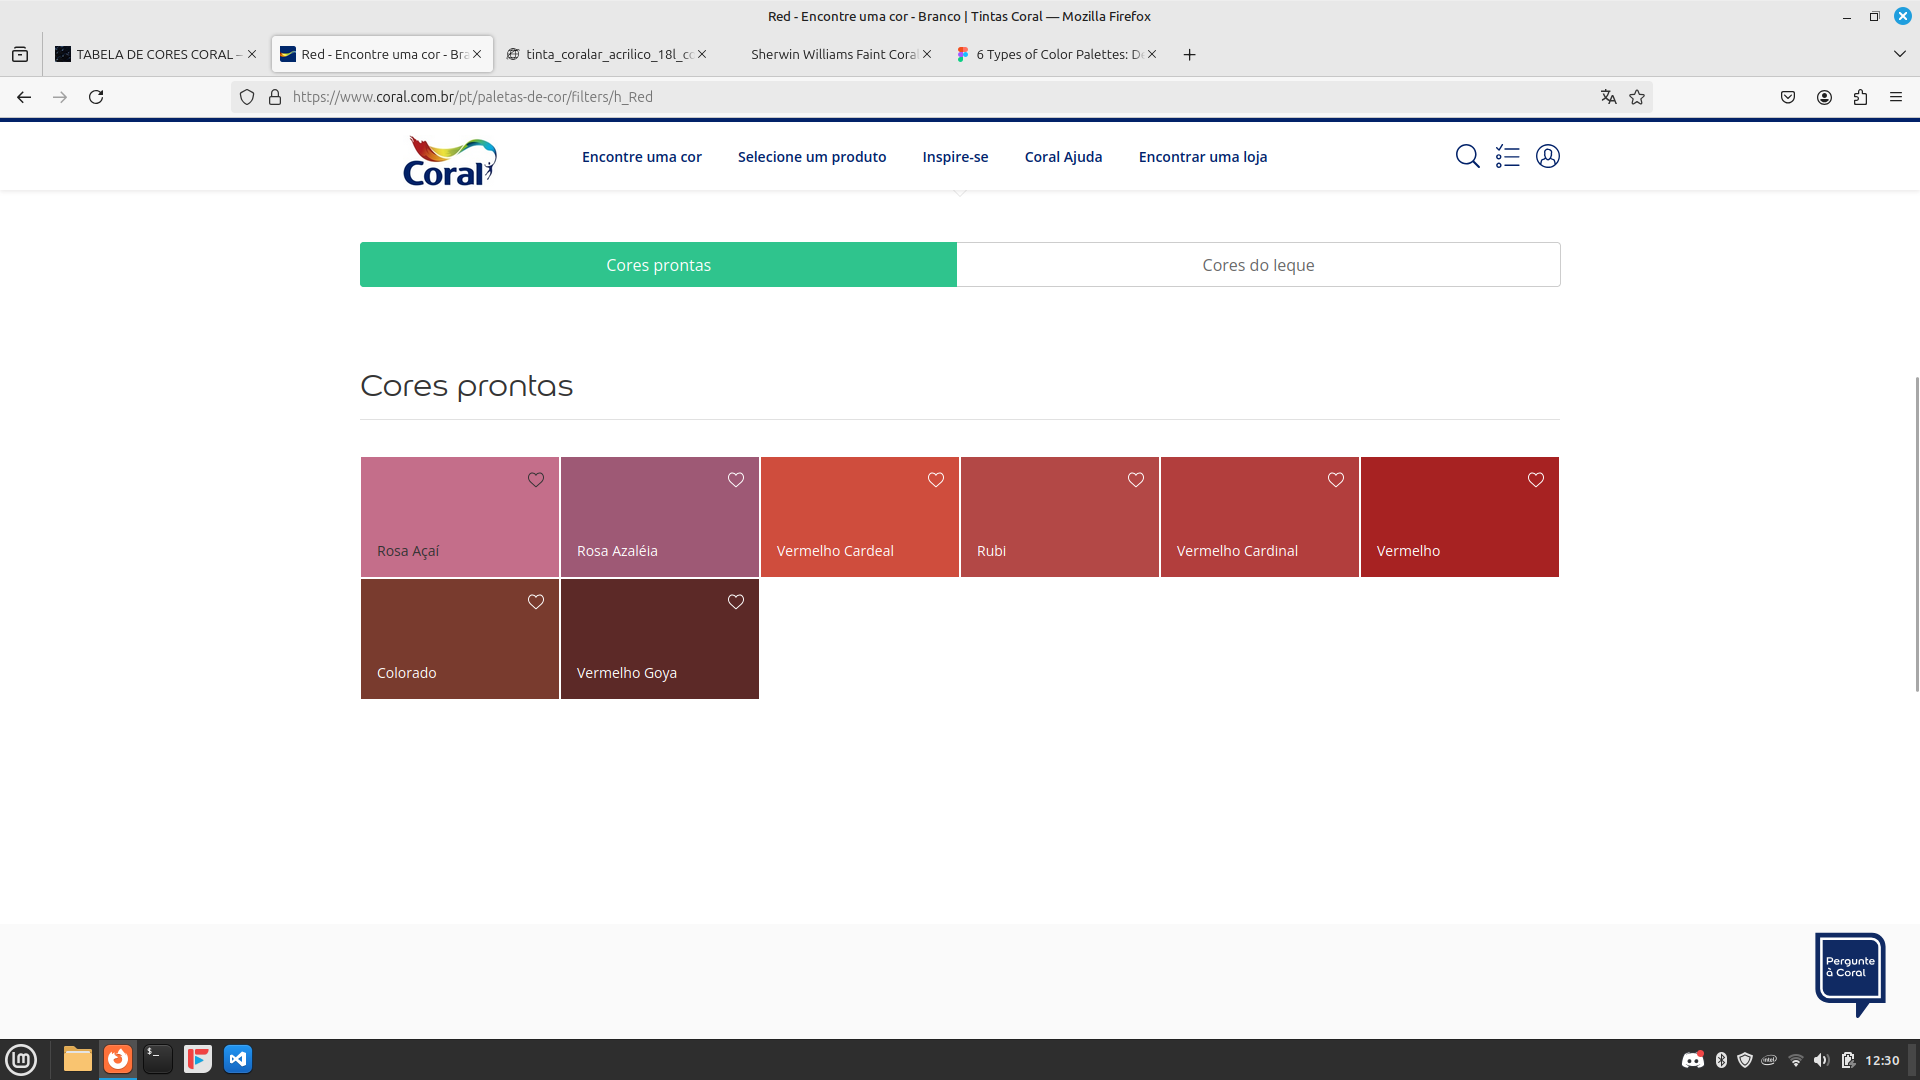 Red - Encontre uma cor - Branco | Tintas Coral — Mozilla Firefox
TABELA DE CORES CORAL –
Red - Encontre uma cor - Bra
tinta_coralar_acrilico_18l_co
Sherwin Williams Faint Coral
6 Types of Color Palettes: De
https://www.coral.com.br/pt/paletas-de-cor/filters/h_Red
Coral
Encontre uma cor
Selecione um produto
Inspire-se
Coral Ajuda
Encontrar uma loja
Cores prontas
Cores do leque
Cores prontas
Rosa Açaí
Rosa Azaléia
Vermelho Cardeal
Rubi
Vermelho Cardinal
Vermelho
Colorado
Vermelho Goya
Pergunte
à Coral
12:30